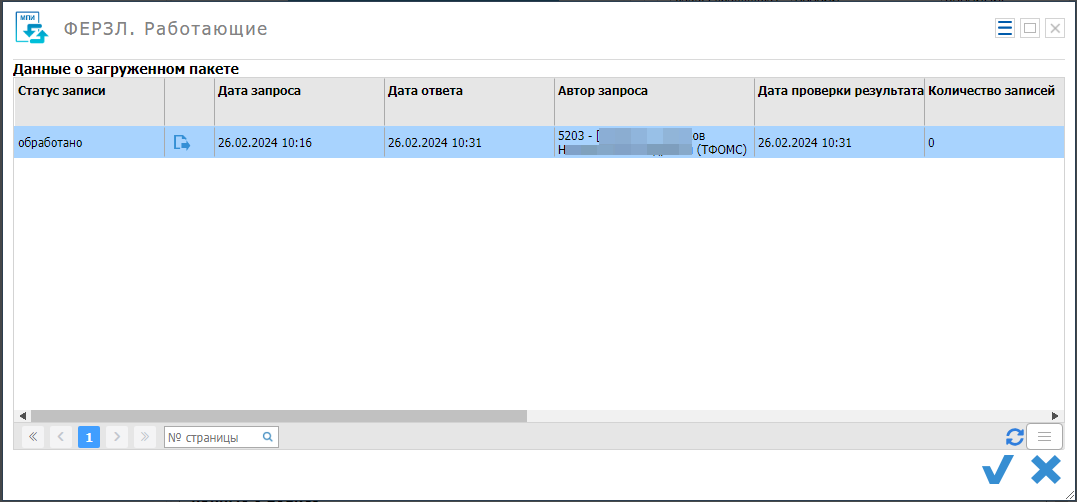 МПИ
ФЕРЗЛ. Работающие
Данные о загруженном пакете
Статус записи Дата запроса Дата ответа Автор запроса Дата проверки результата Количество записей
обработано 26.02.2024 10:16 26.02.2024 10:31 5203 - ов 26.02.2024 10:31 0
Н (ТФОМС)
« < 1 > » № страницы